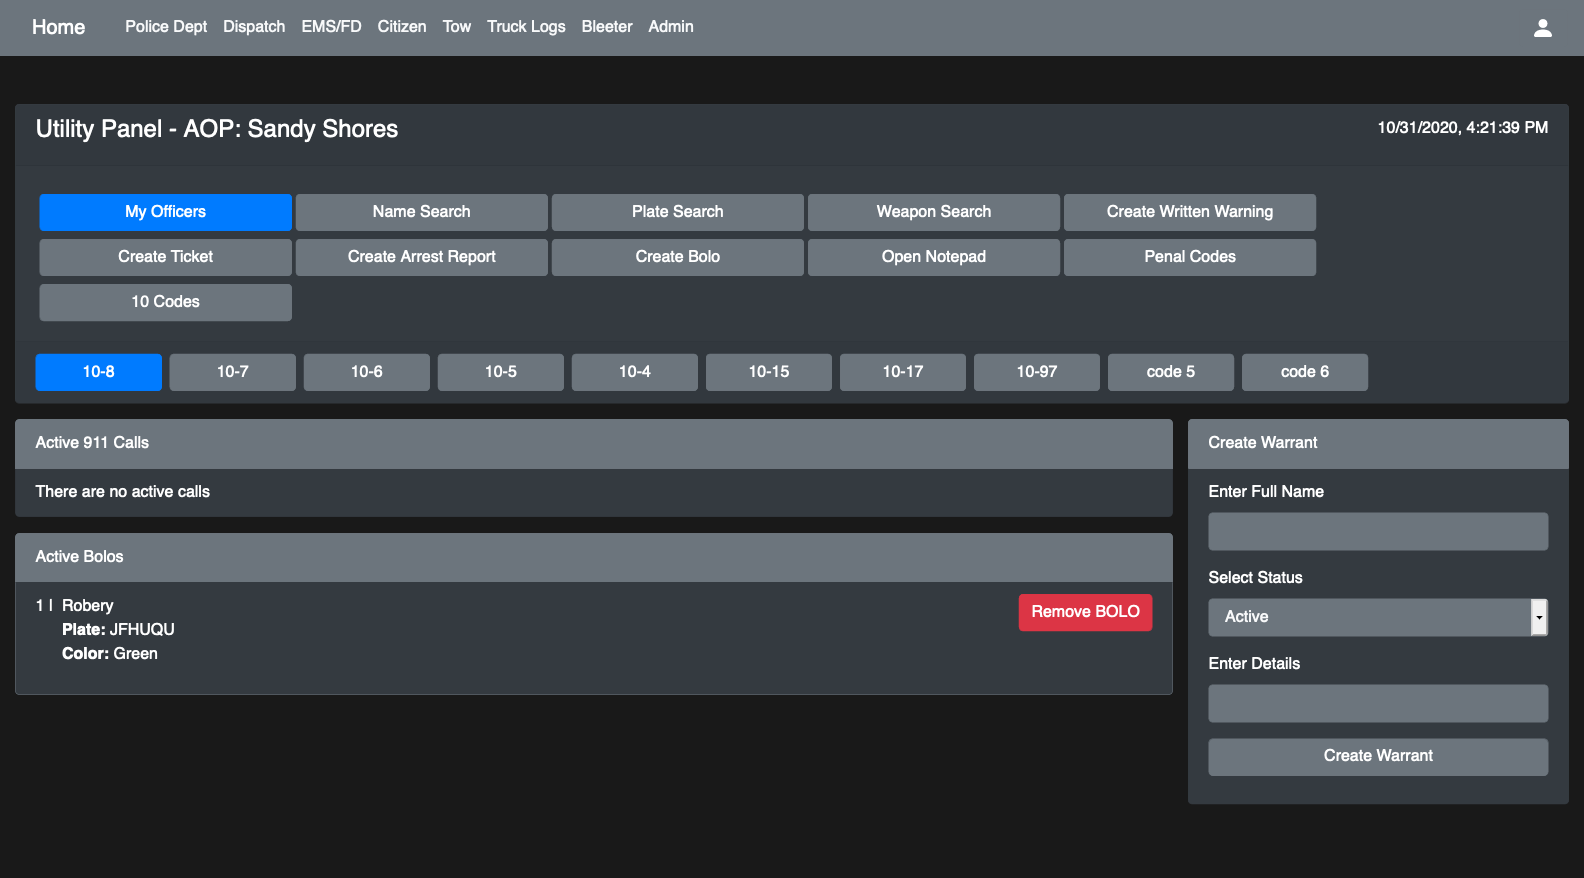 Home Police Dept Dispatch EMS/FD Citizen Tow Truck Logs Bleeter Admin
Utility Panel - AOP: Sandy Shores 10/31/2020, 4:21:39 PM
My Officers Name Search Plate Search Weapon Search Create Written Warning
Create Ticket Create Arrest Report Create Bolo Open Notepad Penal Codes
10 Codes
10-8 10-7 10-6 10-5 10-4 10-15 10-17 10-97 code 5 code 6
Active 911 Calls
There are no active calls
Active Bolos
1 | Robery
Plate: JFHUQU
Color: Green
Remove BOLO
Create Warrant
Enter Full Name
Select Status
Active
Enter Details
Create Warrant